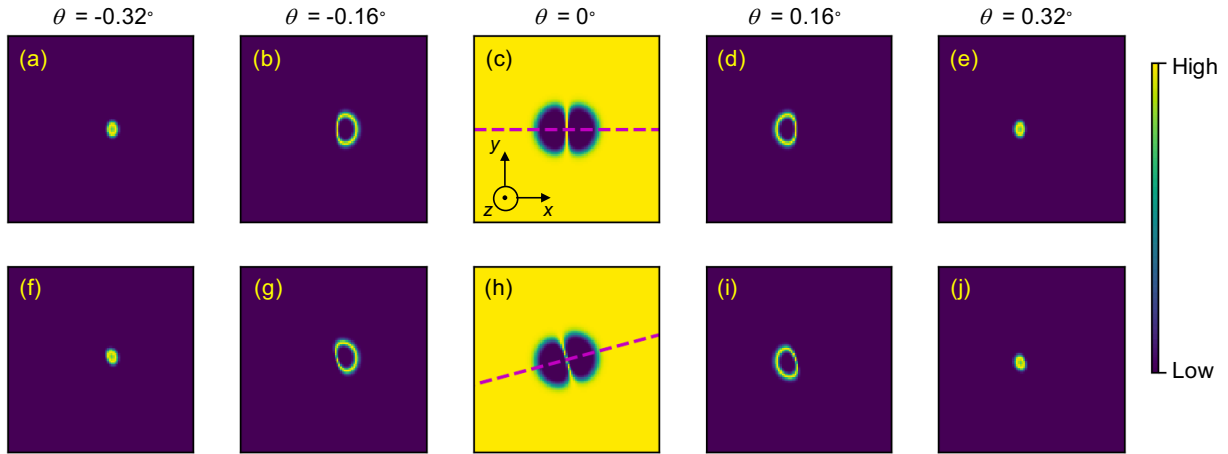 θ = -0.32° θ = -0.16° θ = 0° θ = 0.16° θ = 0.32°
(a) (b) (c) (d) (e) High
y
z x
(f) (g) (h) (i) (j)
Low